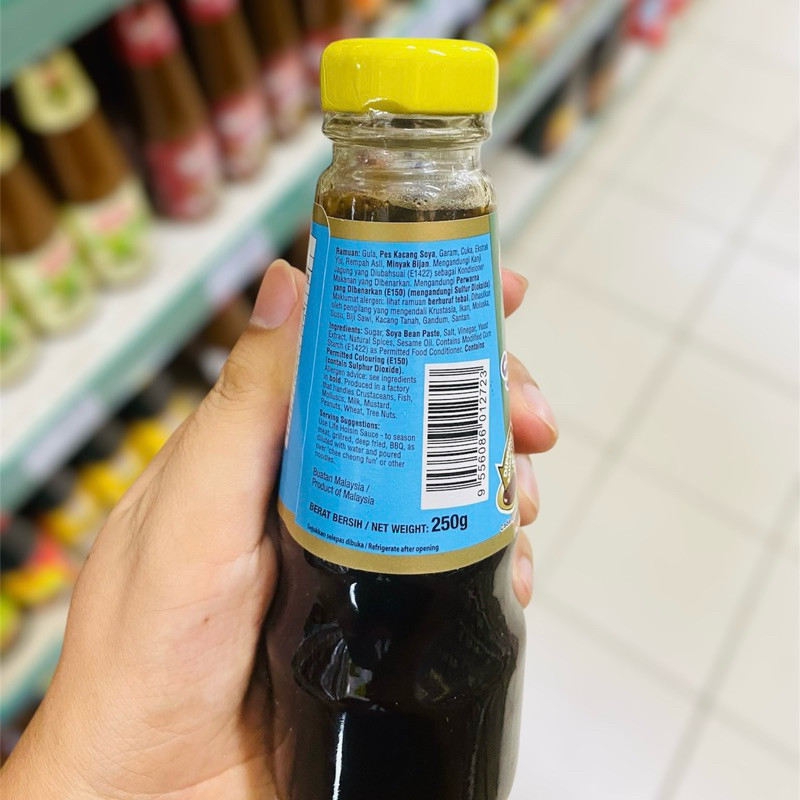 Ramuan: Gula, Pes Kacang Soya, Garam, Cuka, Ekstrak
Yis, Rempah Asli, Minyak Bijan. Mengandungi Kanji
Jagung yang Diubahsuai (E1422) sebagai Kondisioner
Makanan yang Dibenarkan. Mengandungi Pewarna
yang Dibenarkan (E150) (mengandungi Sulfur Dioksida)
Maklumat alergen: lihat ramuan berhuruf tebal. Dihasilkan
oleh pengilang yang mengendali Krustasia, Ikan, Moluska,
Susu, Biji Sawi, Kacang Tanah, Gandum, Santan.
Ingredients: Sugar, Soya Bean Paste, Salt, Vinegar, Yeast
Extract, Natural Spices, Sesame Oil. Contains Modified Corn
Starch (E1422) as Permitted Food Conditioner. Contains
Permitted Colouring (E150)
(contain Sulphur Dioxide).
Allergen advice: see ingredients
in bold. Produced in a factory
that handles Crustaceans, Fish,
Molluscs, Milk, Mustard,
Peanuts, Wheat, Tree Nuts.
Serving Suggestions:
Use Life Hoisin Sauce - to season
meat, grilled, deep fried, BBQ, as
diluted with water and poured
over 'chee cheong fun' or other
noodles.
Buatan Malaysia /
Product of Malaysia
BERAT BERSIH / NET WEIGHT: 250g
Sejukkan selepas dibuka / Refrigerate after opening
9 556086 012723